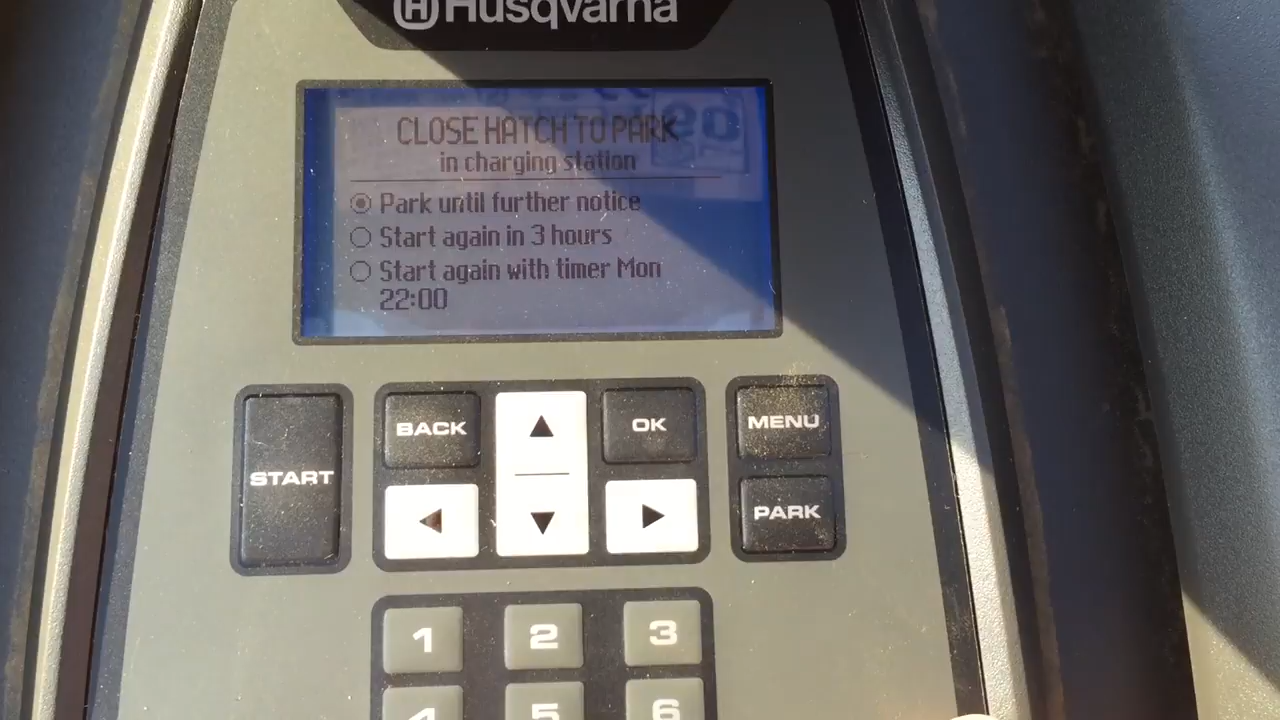 Husqvarna
CLOSE HATCH TO PARK
in charging station
Park until further notice
Start again in 3 hours
Start again with timer Mon
22:00
BACK
OK
MENU
START
PARK
1 2 3
4 5 6